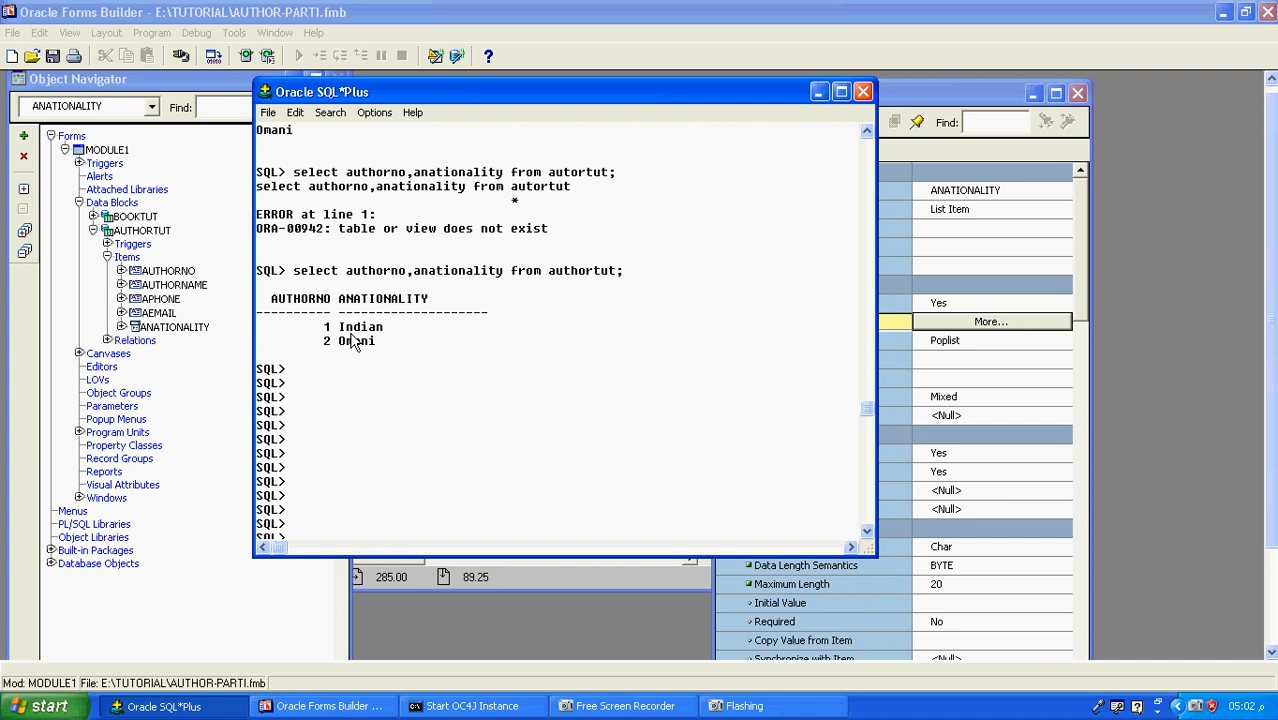 Oracle Forms Builder - E:\TUTORIAL\AUTHOR-PARTI.fmb
File Edit View Layout Program Debug Tools Window Help
Object Navigator
ANATIONALITY Find:
Forms
MODULE1
Triggers
Alerts
Attached Libraries
Data Blocks
BOOKTUT
AUTHORTUT
Triggers
Items
AUTHORNO
AUTHORNAME
APHONE
AEMAIL
ANATIONALITY
Relations
Canvases
Editors
LOVs
Object Groups
Parameters
Popup Menus
Program Units
Property Classes
Record Groups
Reports
Visual Attributes
Windows
Menus
PL/SQL Libraries
Object Libraries
Built-in Packages
Database Objects
Oracle SQL*Plus
File Edit Search Options Help
Omani
SQL> select authorno,anationality from autortut;
select authorno,anationality from autortut
*
ERROR at line 1:
ORA-00942: table or view does not exist
SQL> select authorno,anationality from authortut;
AUTHORNO ANATIONALITY
---------- --------------------
1 Indian
2 Omani
SQL>
SQL>
SQL>
SQL>
SQL>
SQL>
SQL>
SQL>
SQL>
SQL>
SQL>
SQL>
SQL>
285.00 89.25
Find:
ANATIONALITY
List Item
Yes
More...
Poplist
Mixed
<Null>
Yes
Yes
<Null>
<Null>
Char
Data Length Semantics BYTE
Maximum Length 20
Initial Value
Required No
Copy Value from Item
Synchronize with Item <Null>
Mod: MODULE1 File: E:\TUTORIAL\AUTHOR-PARTI.fmb
start Oracle SQL*Plus Oracle Forms Builder ... Start OC4J Instance Free Screen Recorder Flashing 05:02 م